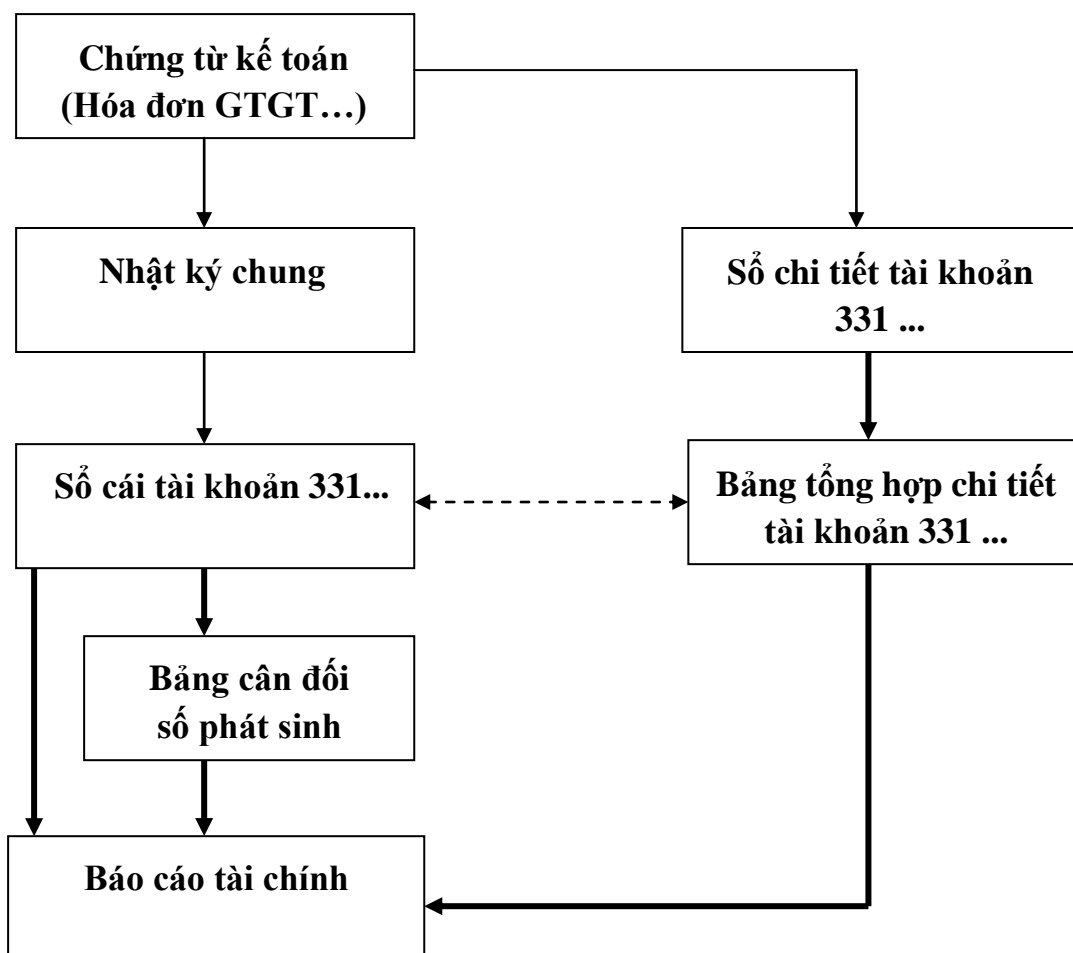 Chứng từ kế toán
(Hóa đơn GTGT…)
Nhật ký chung
Sổ chi tiết tài khoản
331 ...
Sổ cái tài khoản 331...
Bảng tổng hợp chi tiết
tài khoản 331 ...
Bảng cân đối
số phát sinh
Báo cáo tài chính